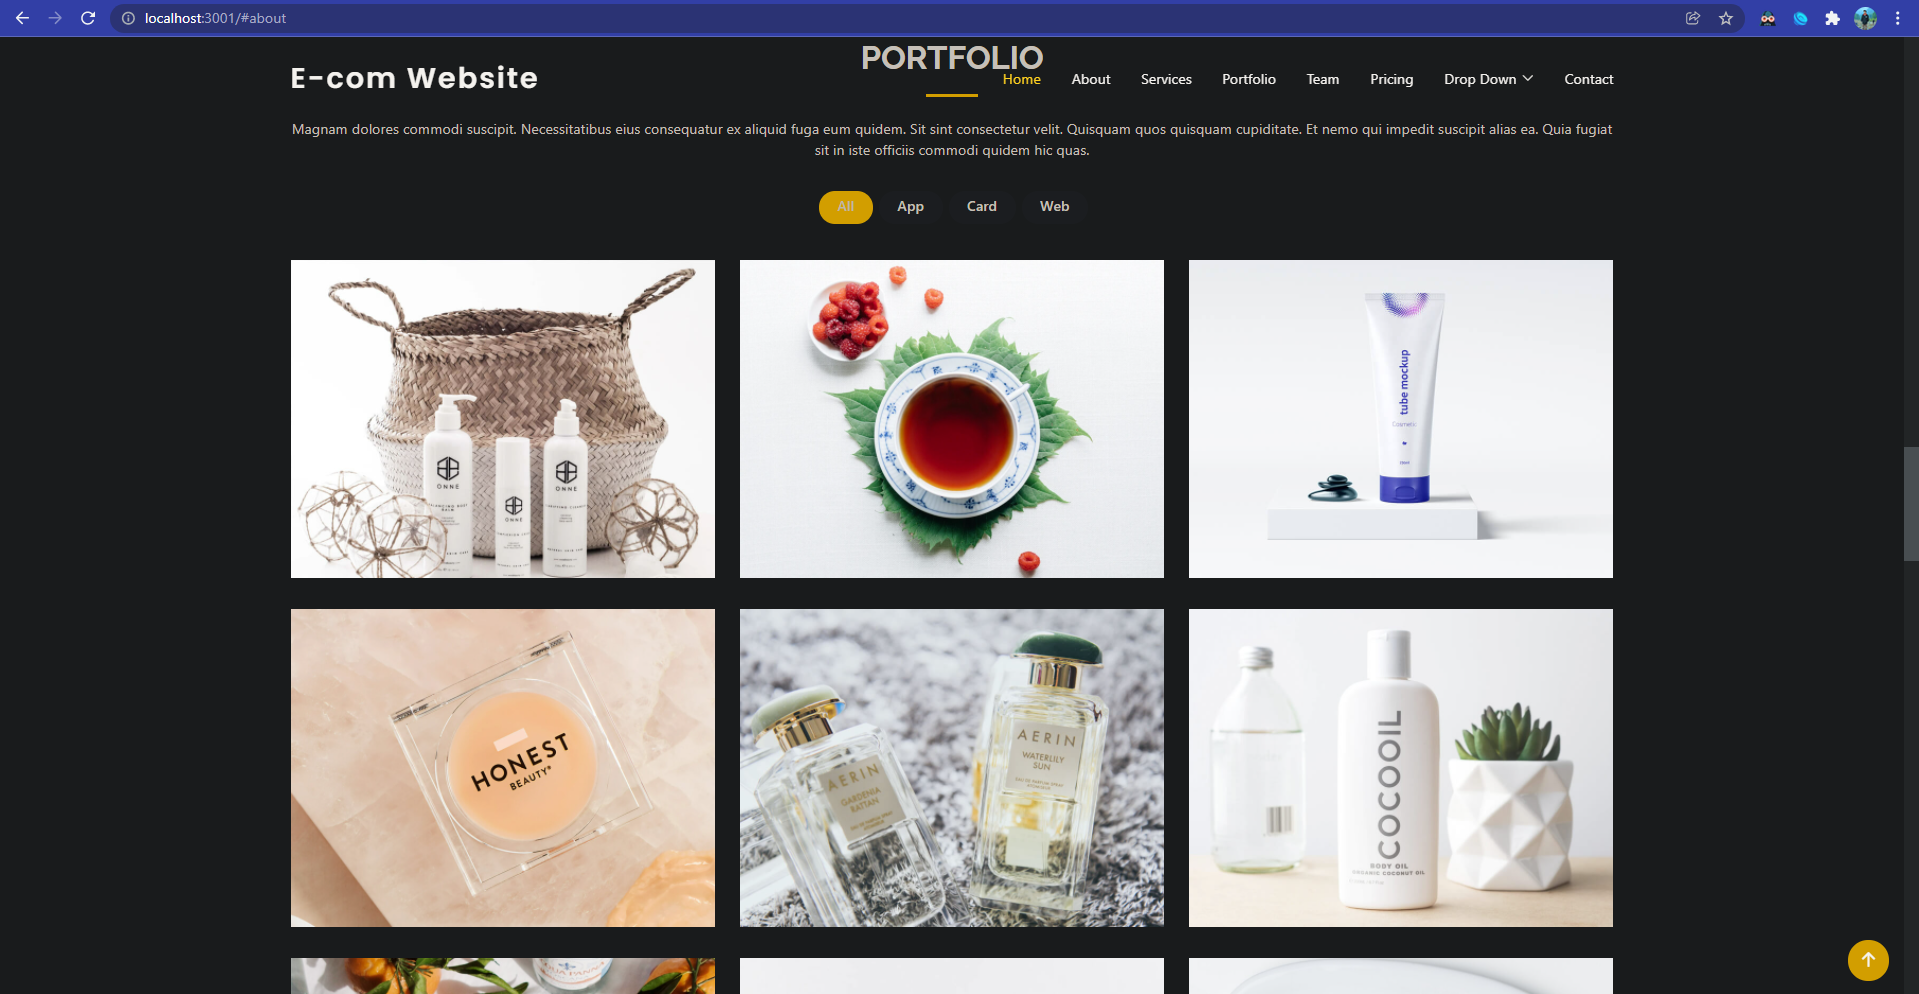 localhost:3001/#about
PORTFOLIO
E-com Website
Home About Services Portfolio Team Pricing Drop Down Contact
Magnam dolores commodi suscipit. Necessitatibus eius consequatur ex aliquid fuga eum quidem. Sit sint consectetur velit. Quisquam quos quisquam cupiditate. Et nemo qui impedit suscipit alias ea. Quia fugiat
sit in iste officiis commodi quidem hic quas.
All App Card Web
ONNE
ONNE
ONNE
tube mockup
Cosmetic
HONEST
BEAUTY
AERIN
GARDENIA
RATTAN
AERIN
WATERLILY
SUN
COCOOIL
BODY OIL
ORGANIC COCONUT OIL